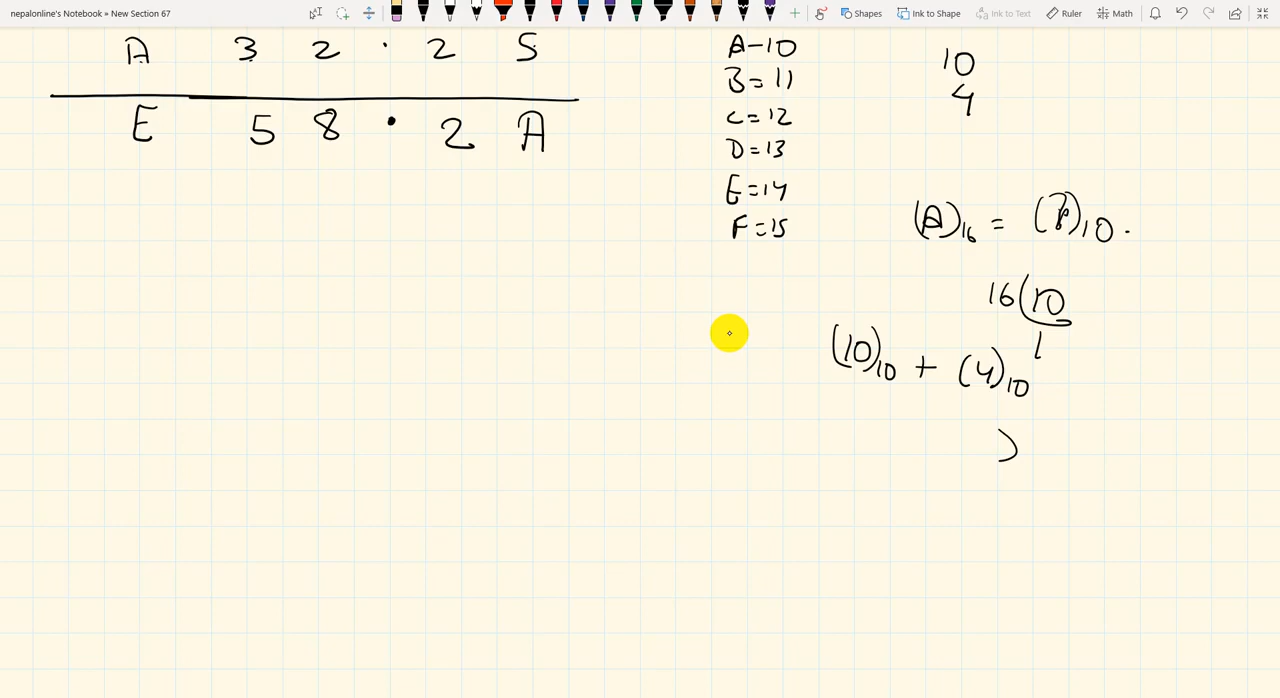 nepalonline's Notebook » New Section 67
Shapes Ink to Shape Ink to Text Ruler Math
A 3 2 . 2 5
E 5 8 . 2 A
A-10
B = 11
C = 12
D = 13
E = 14
F = 15
10
4
(A)16 = (?)10.
16(10
1
(10)10 + (4)10
)